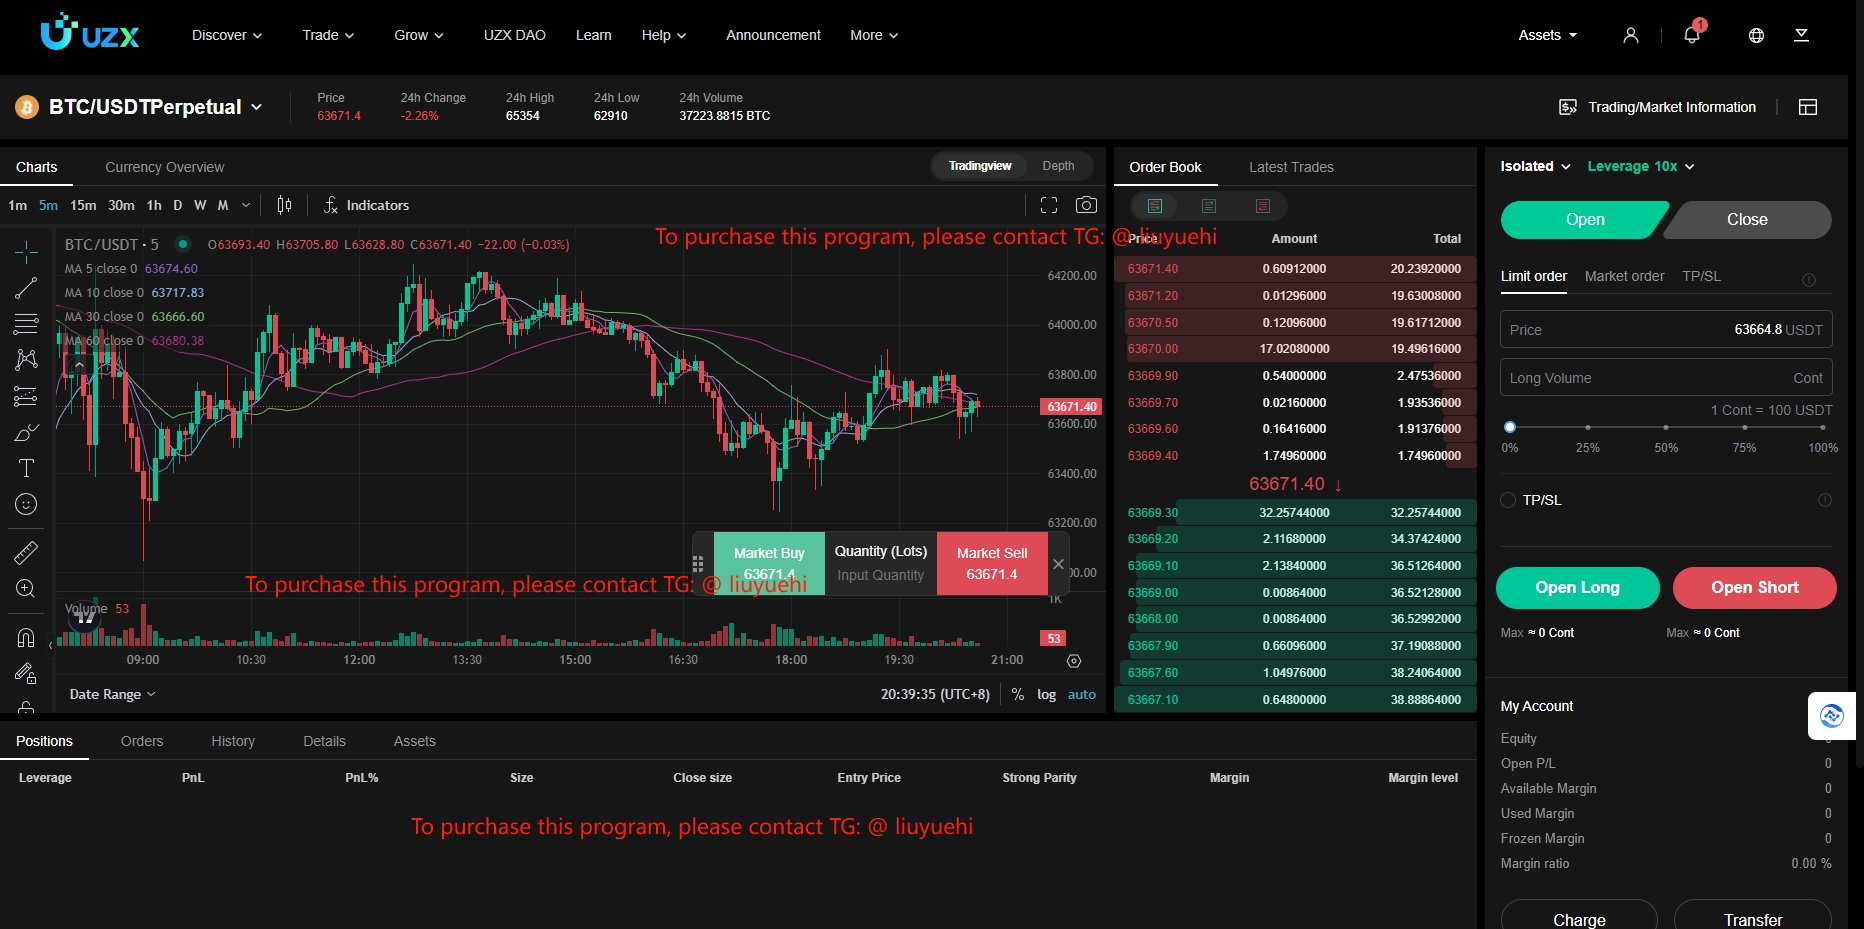 UZX
Discover
Trade
Grow
UZX DAO
Learn
Help
Announcement
More
Assets
1
BTC/USDTPerpetual
Price
63671.4
24h Change
-2.26%
24h High
65354
24h Low
62910
24h Volume
37223.8815 BTC
Trading/Market Information
Charts
Currency Overview
Tradingview
Depth
1m 5m 15m 30m 1h D W M
Indicators
BTC/USDT · 5
O63693.40 H63705.80 L63628.80 C63671.40 −22.00 (−0.03%)
MA 5 close 0 63674.60
MA 10 close 0 63717.83
MA 30 close 0 63666.60
MA 60 close 0 63680.38
64200.00
64000.00
63800.00
63671.40
63600.00
63400.00
63200.00
00.00
1K
To purchase this program, please contact TG: @ liuyuehi
Market Buy
63671.4
Quantity (Lots)
Input Quantity
Market Sell
63671.4
To purchase this program, please contact TG: @ liuyuehi
Volume 53
53
09:00 10:30 12:00 13:30 15:00 16:30 18:00 19:30 21:00
Date Range
20:39:35 (UTC+8)
% log auto
Order Book
Latest Trades
Price Amount Total
63671.40 0.60912000 20.23920000
63671.20 0.01296000 19.63008000
63670.50 0.12096000 19.61712000
63670.00 17.02080000 19.49616000
63669.90 0.54000000 2.47536000
63669.70 0.02160000 1.93536000
63669.60 0.16416000 1.91376000
63669.40 1.74960000 1.74960000
63671.40 ↓
63669.30 32.25744000 32.25744000
63669.20 2.11680000 34.37424000
63669.10 2.13840000 36.51264000
63669.00 0.00864000 36.52128000
63668.00 0.00864000 36.52992000
63667.90 0.66096000 37.19088000
63667.60 1.04976000 38.24064000
63667.10 0.64800000 38.88864000
Isolated
Leverage 10x
Open
Close
Limit order
Market order
TP/SL
Price 63664.8 USDT
Long Volume Cont
1 Cont = 100 USDT
0% 25% 50% 75% 100%
TP/SL
Open Long
Open Short
Max ≈ 0 Cont
Max ≈ 0 Cont
My Account
Equity 0
Open P/L 0
Available Margin 0
Used Margin 0
Frozen Margin 0
Margin ratio 0.00 %
Charge
Transfer
Positions
Orders
History
Details
Assets
Leverage PnL PnL% Size Close size Entry Price Strong Parity Margin Margin level
To purchase this program, please contact TG: @ liuyuehi